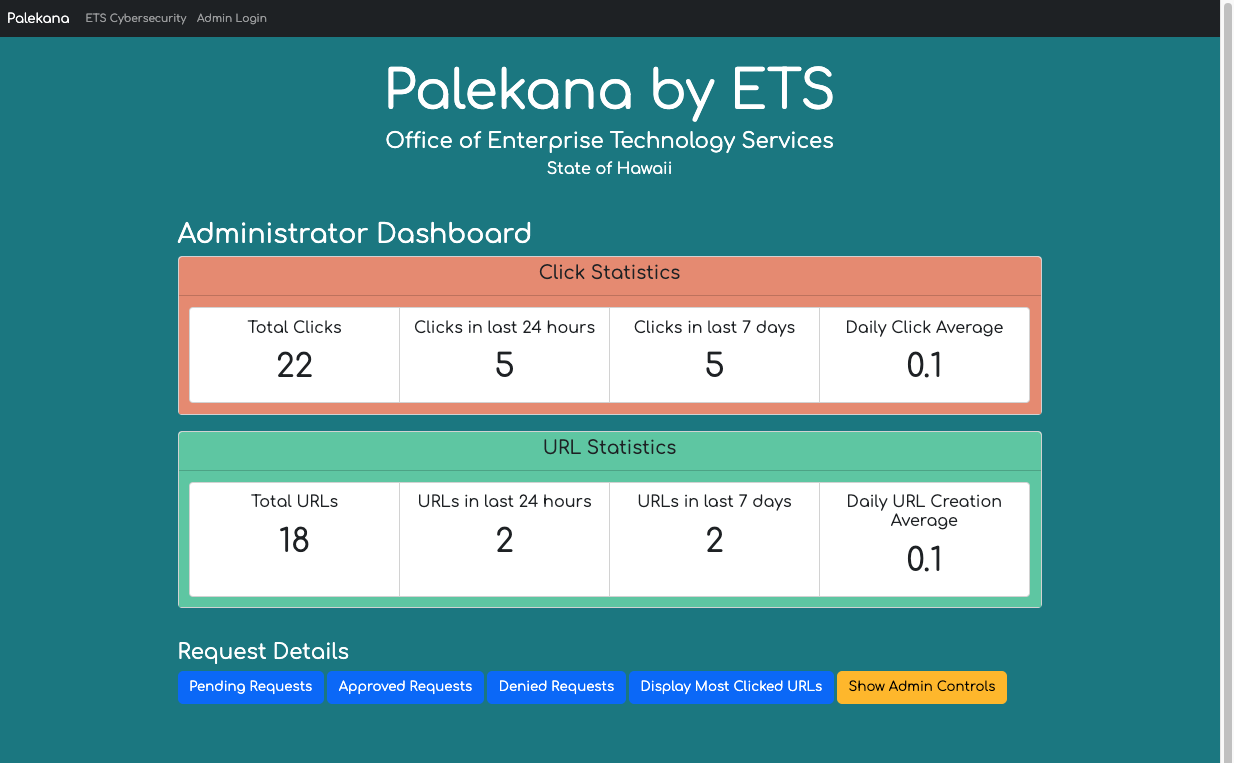 Palekana ETS Cybersecurity Admin Login
Palekana by ETS
Office of Enterprise Technology Services
State of Hawaii
Administrator Dashboard
Click Statistics
Total Clicks Clicks in last 24 hours Clicks in last 7 days Daily Click Average
22 5 5 0.1
URL Statistics
Total URLs URLs in last 24 hours URLs in last 7 days Daily URL Creation
Average
18 2 2 0.1
Request Details
Pending Requests Approved Requests Denied Requests Display Most Clicked URLs Show Admin Controls